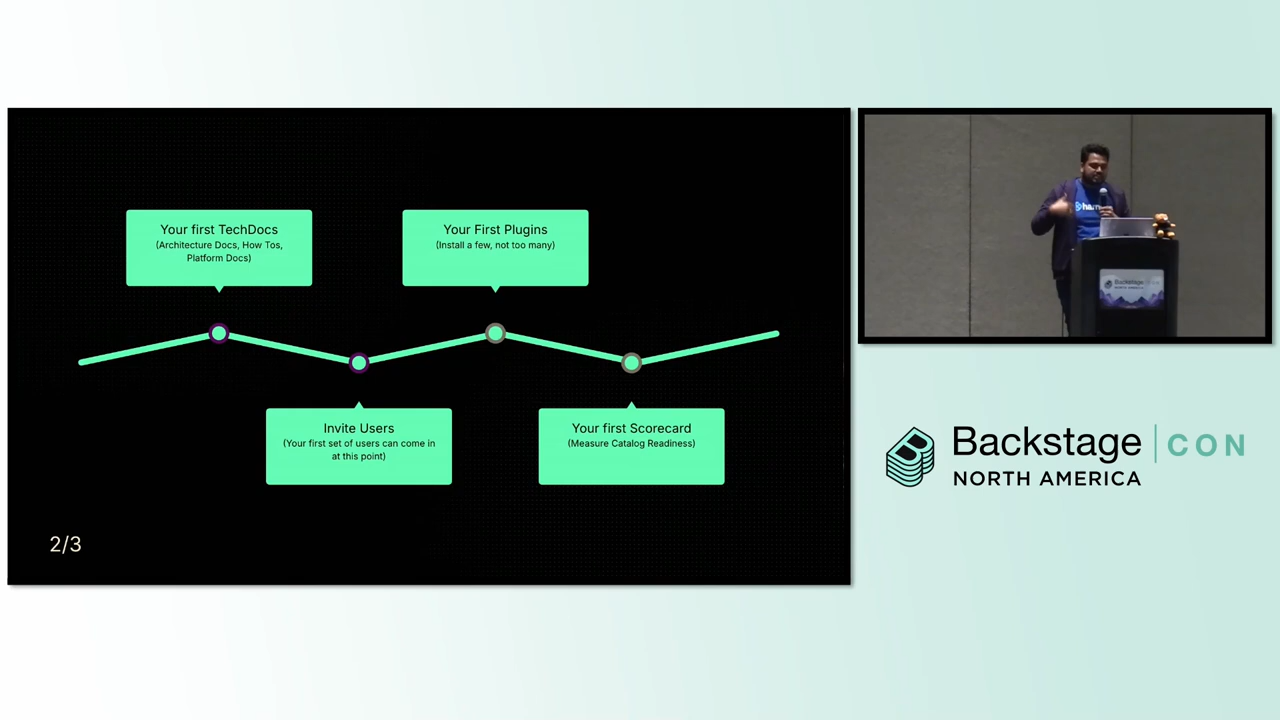 Your first TechDocs
(Architecture Docs, How Tos,
Platform Docs)
Your First Plugins
(Install a few, not too many)
Invite Users
(Your first set of users can come in
at this point)
Your first Scorecard
(Measure Catalog Readiness)
2/3
Backstage CON
NORTH AMERICA